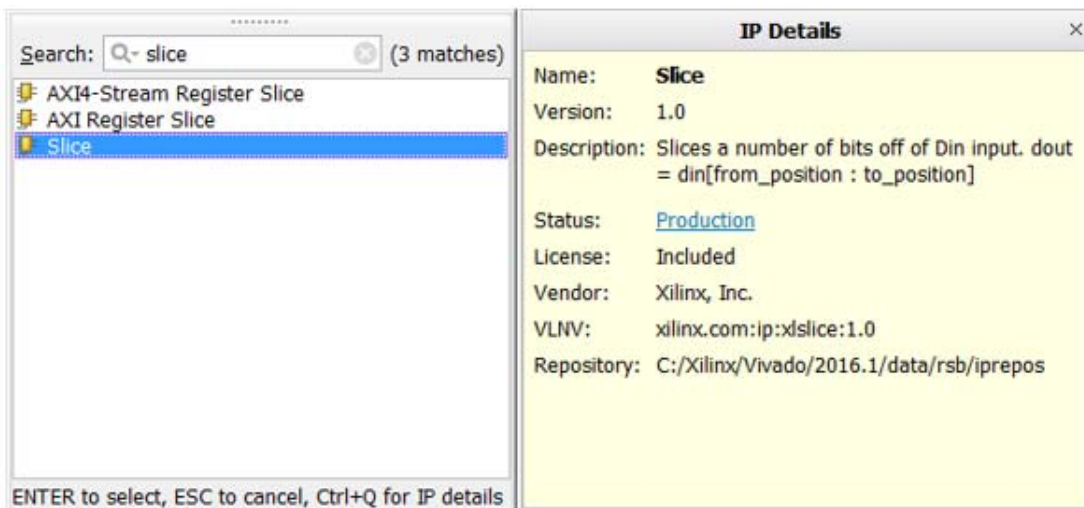 Search: slice (3 matches)
AXI4-Stream Register Slice
AXI Register Slice
Slice
ENTER to select, ESC to cancel, Ctrl+Q for IP details
IP Details
Name: Slice
Version: 1.0
Description: Slices a number of bits off of Din input. dout
= din[from_position : to_position]
Status: Production
License: Included
Vendor: Xilinx, Inc.
VLNV: xilinx.com:ip:xlslice:1.0
Repository: C:/Xilinx/Vivado/2016.1/data/rsb/iprepos